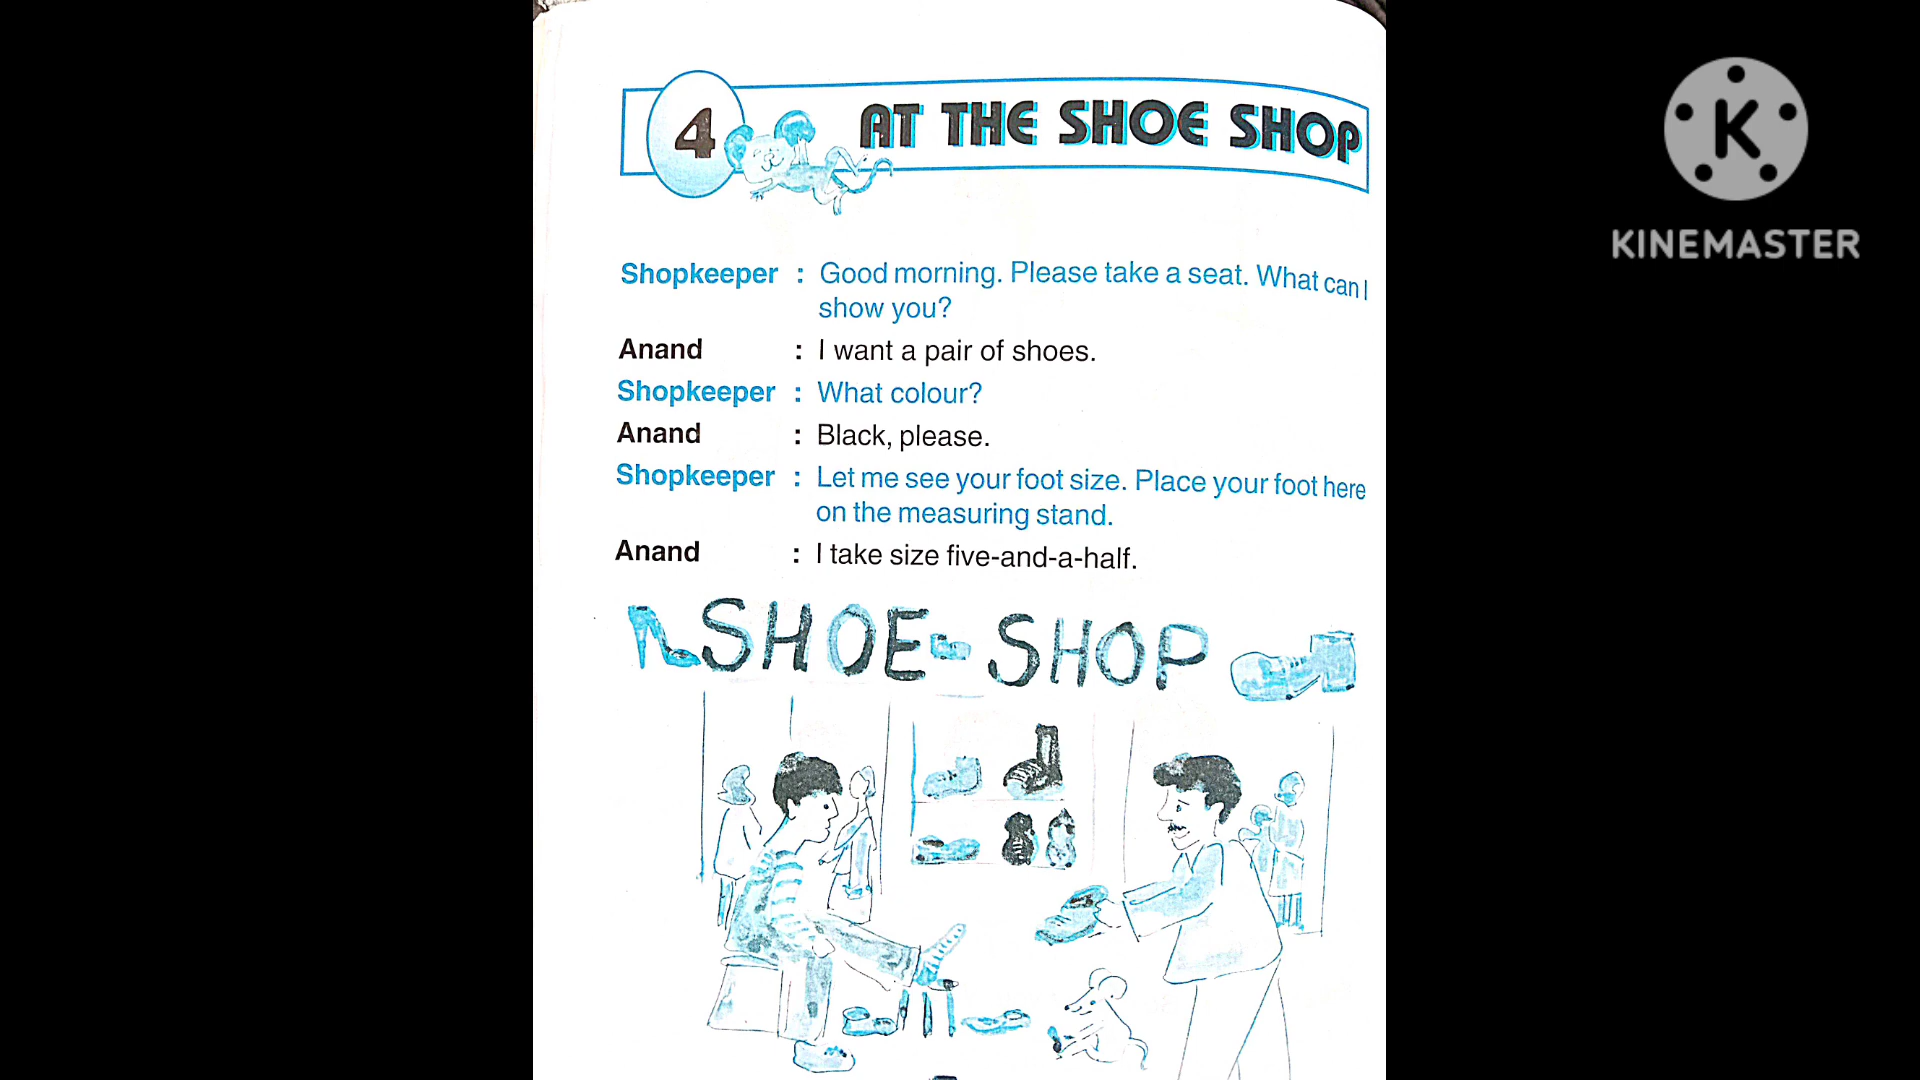 4 AT THE SHOE SHOP
K
KINEMASTER
Shopkeeper : Good morning. Please take a seat. What can I
show you?
Anand : I want a pair of shoes.
Shopkeeper : What colour?
Anand : Black, please.
Shopkeeper : Let me see your foot size. Place your foot here
on the measuring stand.
Anand : I take size five-and-a-half.
SHOE SHOP